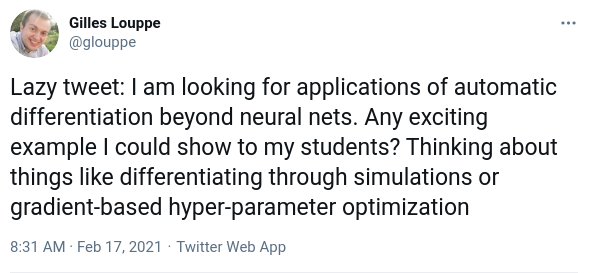 Gilles Louppe
@glouppe
Lazy tweet: I am looking for applications of automatic
differentiation beyond neural nets. Any exciting
example I could show to my students? Thinking about
things like differentiating through simulations or
gradient-based hyper-parameter optimization
8:31 AM · Feb 17, 2021 · Twitter Web App